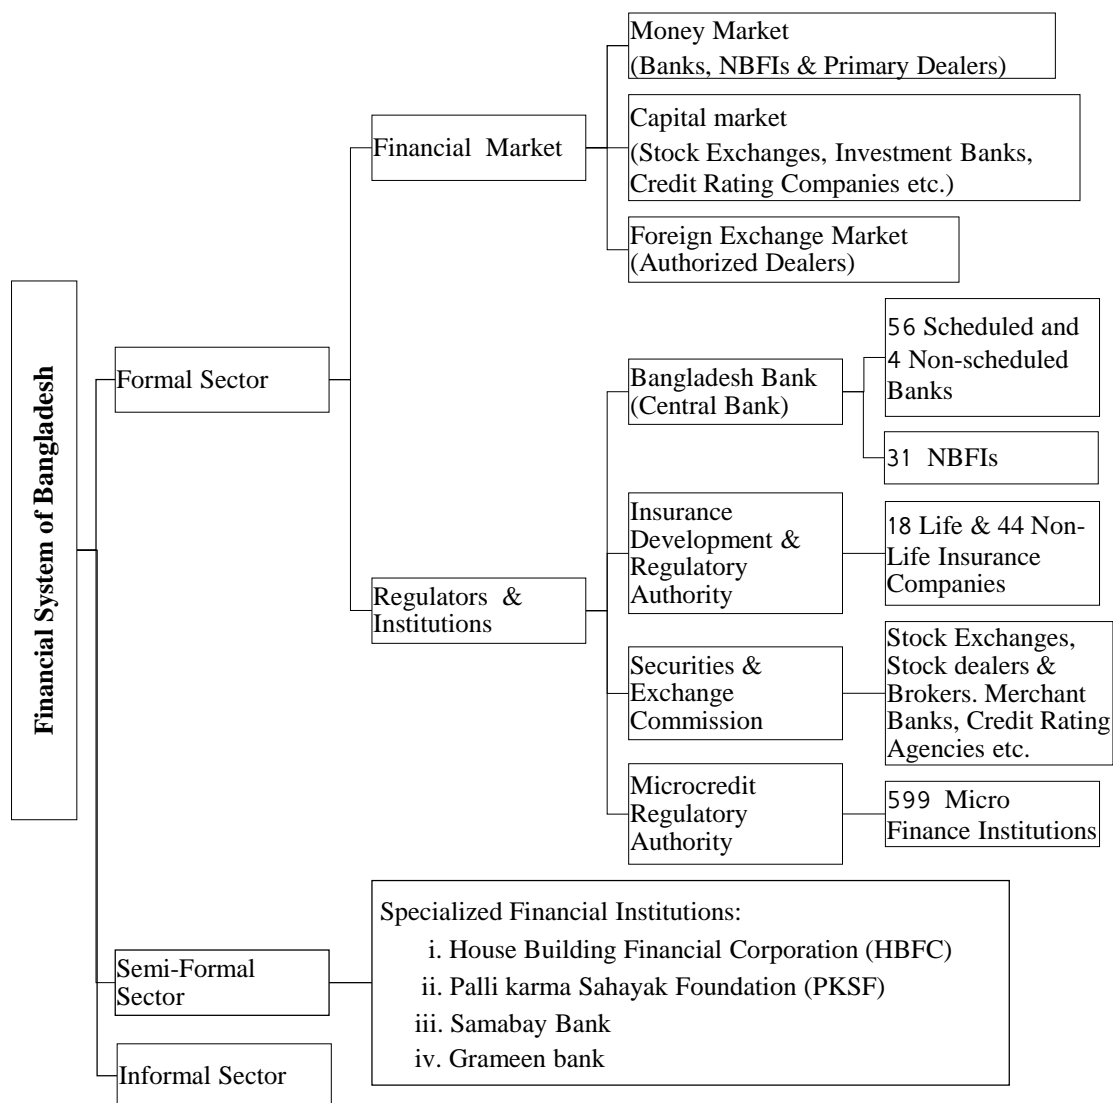 Financial System of Bangladesh
Formal Sector
Financial Market
Money Market
(Banks, NBFIs & Primary Dealers)
Capital market
(Stock Exchanges, Investment Banks,
Credit Rating Companies etc.)
Foreign Exchange Market
(Authorized Dealers)
Regulators &
Institutions
Bangladesh Bank
(Central Bank)
56 Scheduled and
4 Non-scheduled
Banks
31 NBFIs
Insurance
Development &
Regulatory
Authority
18 Life & 44 Non-
Life Insurance
Companies
Securities &
Exchange
Commission
Stock Exchanges,
Stock dealers &
Brokers. Merchant
Banks, Credit Rating
Agencies etc.
Microcredit
Regulatory
Authority
599 Micro
Finance Institutions
Semi-Formal
Sector
Specialized Financial Institutions:
i. House Building Financial Corporation (HBFC)
ii. Palli karma Sahayak Foundation (PKSF)
iii. Samabay Bank
iv. Grameen bank
Informal Sector